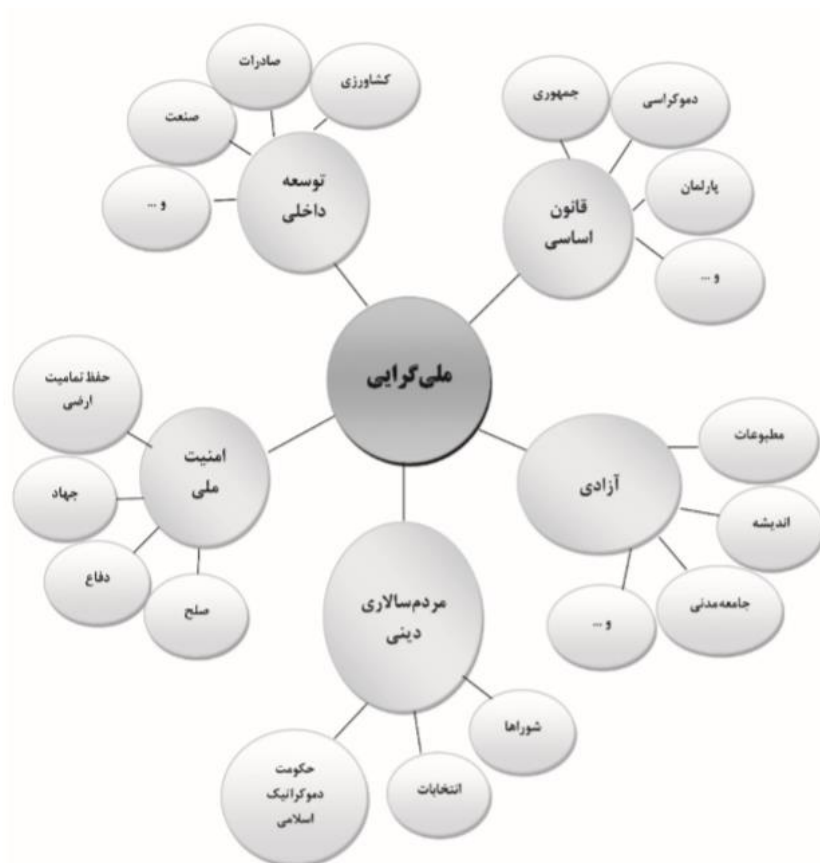 صادرات
کشاورزی
صنعت
و ...
توسعه
داخلی
جمهوری
دموکراسی
پارلمان
و ...
قانون
اساسی
ملی‌گرایی
حفظ تمامیت
ارضی
جهاد
دفاع
صلح
امنیت
ملی
آزادی
مطبوعات
اندیشه
جامعه مدنی
و ...
مردم‌سالاری
دینی
شوراها
انتخابات
حکومت
دموکراتیک
اسلامی